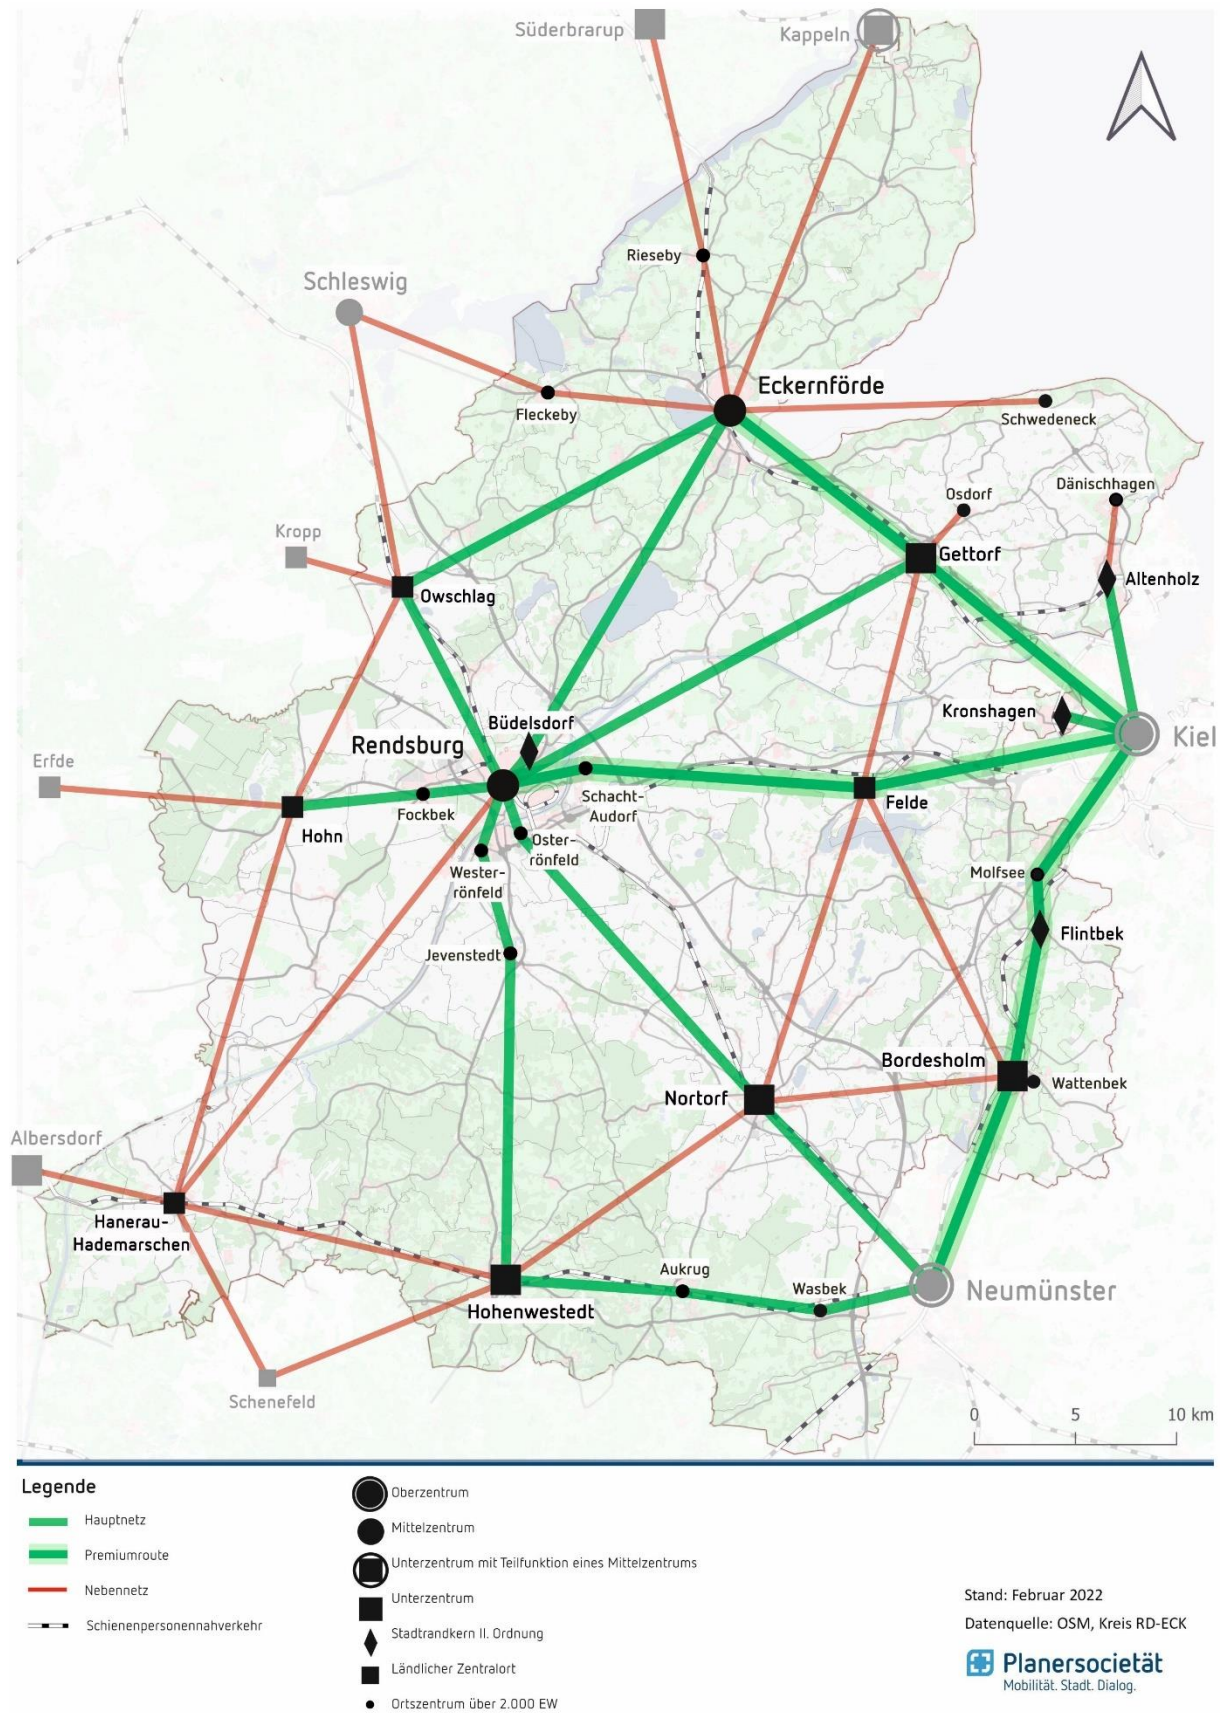 Süderbrarup
Kappeln
Rieseby
Schleswig
Eckernförde
Fleckeby
Schwedeneck
Dänischhagen
Osdorf
Kropp
Gettorf
Altenholz
Owschlag
Kronshagen
Büdelsdorf
Kiel
Rendsburg
Erfde
Schacht-
Audorf
Felde
Fockbek
Hohn
Oster-
rönfeld
Wester-
rönfeld
Molfsee
Flintbek
Jevenstedt
Bordesholm
Wattenbek
Nortorf
Albersdorf
Hanerau-
Hademarschen
Aukrug
Wasbek
Neumünster
Hohenwestedt
Schenefeld
0 5 10 km
Legende
Hauptnetz
Premiumroute
Nebennetz
Schienenpersonennahverkehr
Oberzentrum
Mittelzentrum
Unterzentrum mit Teilfunktion eines Mittelzentrums
Unterzentrum
Stadtrandkern II. Ordnung
Ländlicher Zentralort
Ortszentrum über 2.000 EW
Stand: Februar 2022
Datenquelle: OSM, Kreis RD-ECK
Planersocietät
Mobilität. Stadt. Dialog.